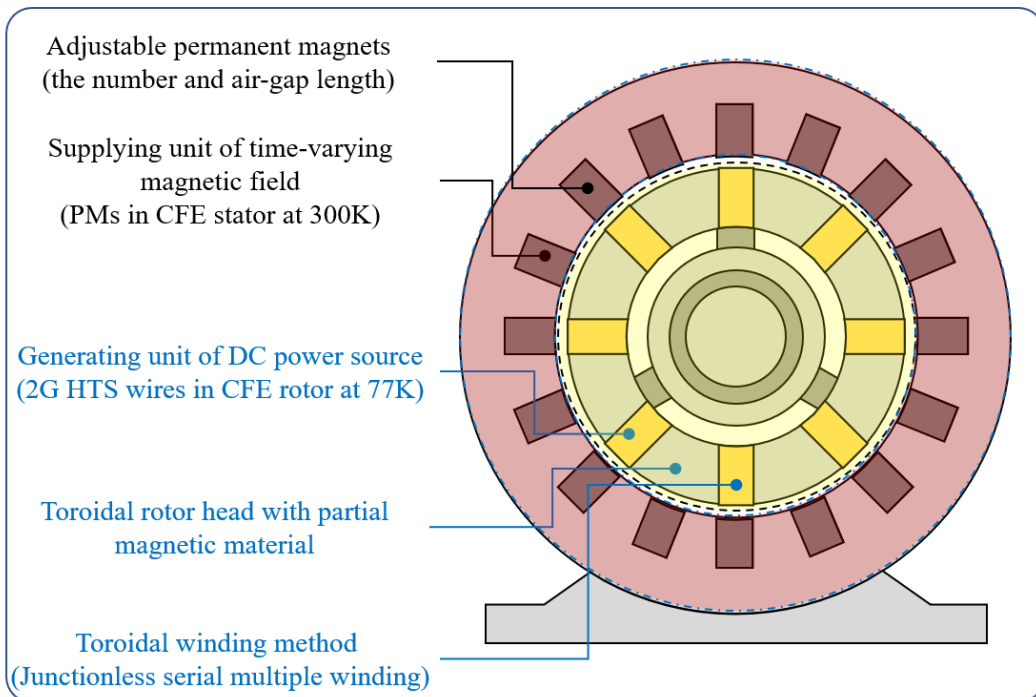 Adjustable permanent magnets
(the number and air-gap length)
Supplying unit of time-varying
magnetic field
(PMs in CFE stator at 300K)
Generating unit of DC power source
(2G HTS wires in CFE rotor at 77K)
Toroidal rotor head with partial
magnetic material
Toroidal winding method
(Junctionless serial multiple winding)